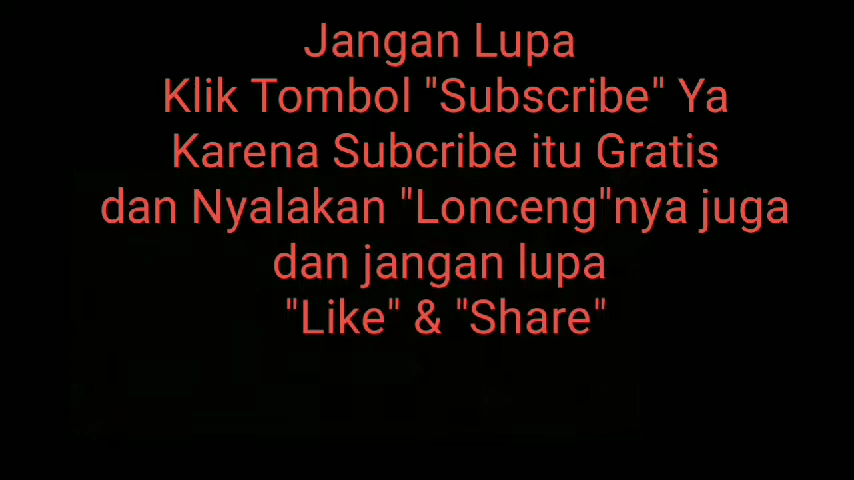 Jangan Lupa
Klik Tombol "Subscribe" Ya
Karena Subcribe itu Gratis
dan Nyalakan "Lonceng"nya juga
dan jangan lupa
"Like" & "Share"